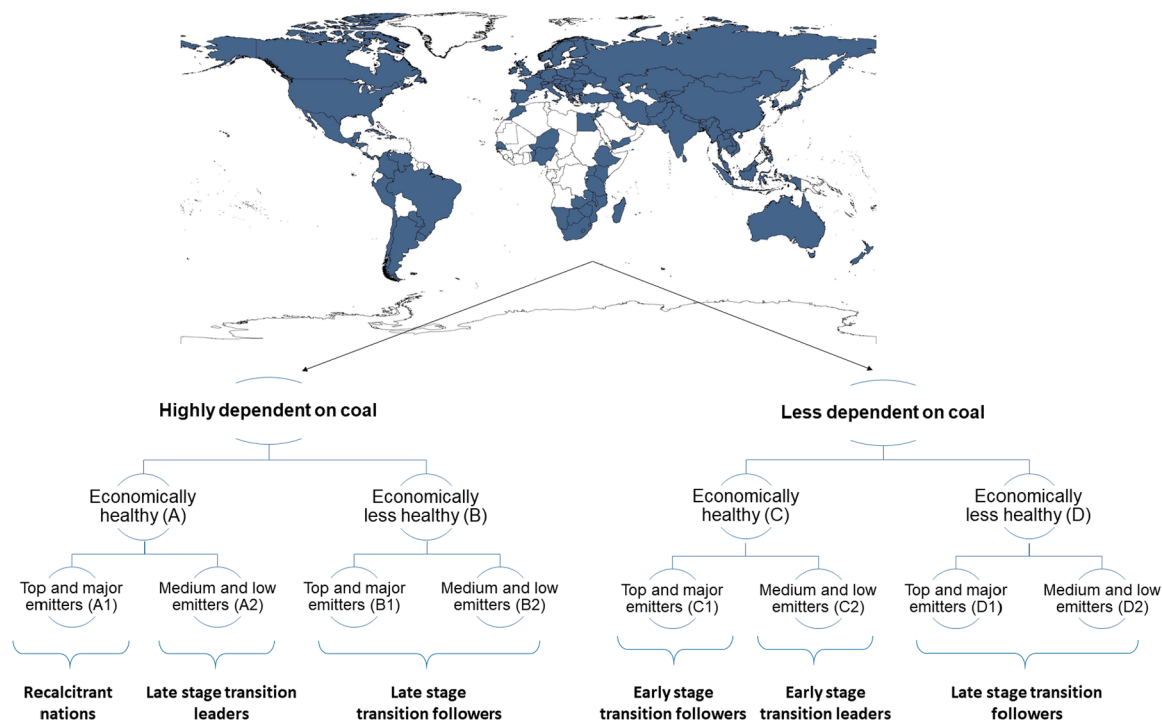 Highly dependent on coal
Less dependent on coal
Economically
healthy (A)
Economically
less healthy (B)
Economically
healthy (C)
Economically
less healthy (D)
Top and major
emitters (A1)
Medium and low
emitters (A2)
Top and major
emitters (B1)
Medium and low
emitters (B2)
Top and major
emitters (C1)
Medium and low
emitters (C2)
Top and major
emitters (D1)
Medium and low
emitters (D2)
Recalcitrant
nations
Late stage transition
leaders
Late stage
transition followers
Early stage
transition followers
Early stage
transition leaders
Late stage transition
followers